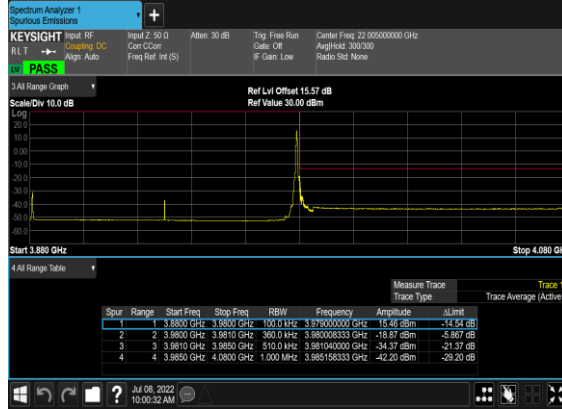 Spectrum Analyzer 1
Spurious Emissions
+
KEYSIGHT Input: RF Input Z: 50 Ω Atten: 30 dB Trig: Free Run Center Freq: 22.005000000 GHz
RLT Coupling: DC Corr CCorr Gate: Off Avg|Hold: 300/300
Align: Auto Freq Ref: Int (S) IF Gain: Low Radio Std: None
PASS
3 All Range Graph
Ref Lvl Offset 15.57 dB
Scale/Div 10.0 dB Ref Value 30.00 dBm
Log
20.0
10.0
0.00
-10.0
-20.0
-30.0
-40.0
-50.0
-60.0
Start 3.880 GHz Stop 4.080 GH
4 All Range Table
Measure Trace Trace 1
Trace Type Trace Average (Active
Spur Range Start Freq Stop Freq RBW Frequency Amplitude ΔLimit
1 1 3.8800 GHz 3.9800 GHz 100.0 kHz 3.979000000 GHz 15.46 dBm -14.54 dB
2 2 3.9800 GHz 3.9810 GHz 360.0 kHz 3.980008333 GHz -18.87 dBm -5.867 dB
3 3 3.9810 GHz 3.9850 GHz 510.0 kHz 3.981040000 GHz -34.37 dBm -21.37 dB
4 4 3.9850 GHz 4.0800 GHz 1.000 MHz 3.985158333 GHz -42.20 dBm -29.20 dB
?
Jul 08, 2022
10:00:32 AM